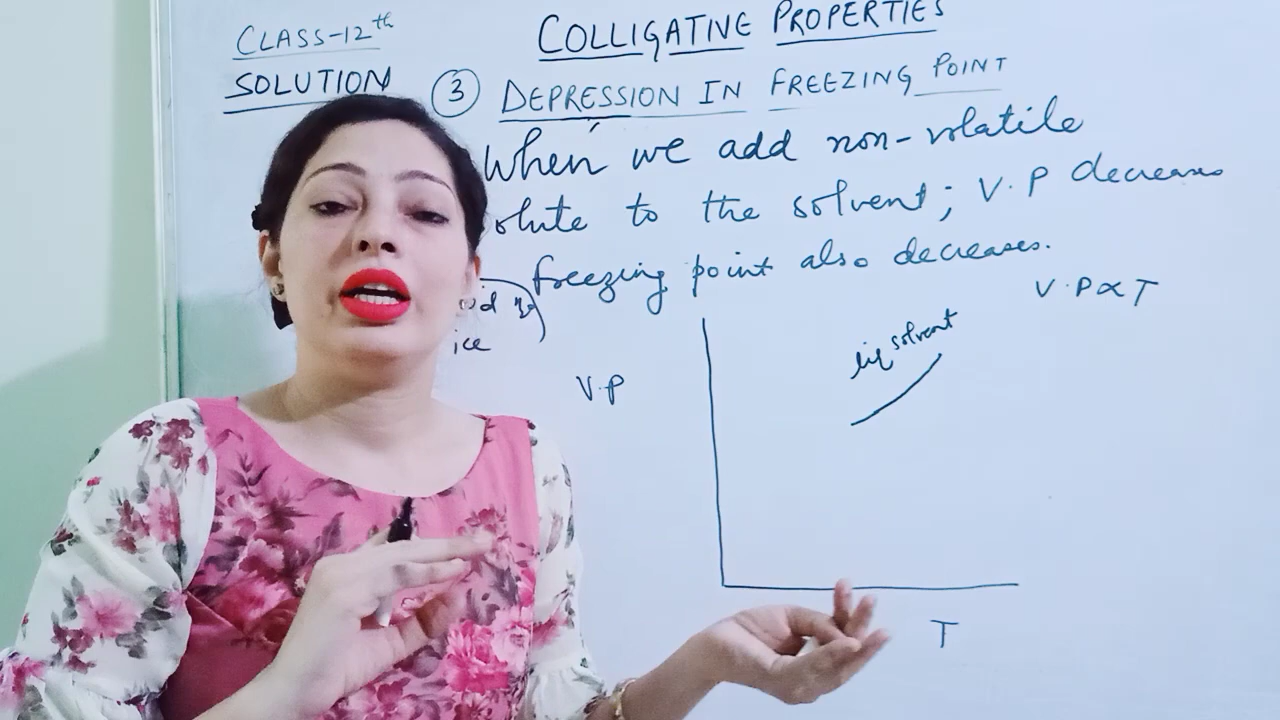 CLASS-12th
SOLUTION
COLLIGATIVE PROPERTIES
3 DEPRESSION IN FREEZING POINT
When we add non-volatile
olute to the solvent; V.P decreases
freezing point also decreases.
ice
V.P ∝ T
liq solvent
V.P
T